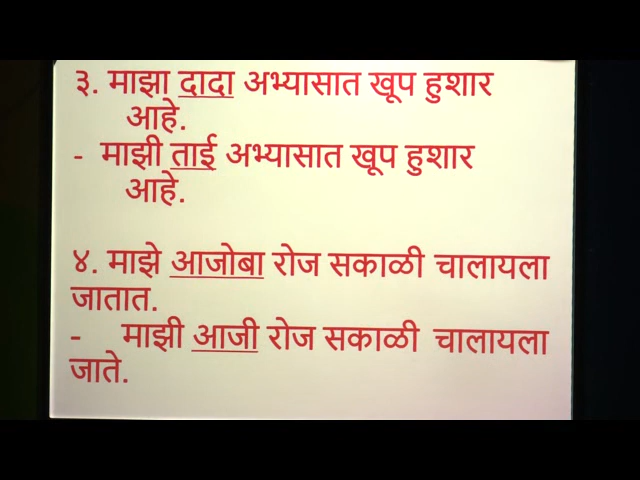 ३. माझा दादा अभ्यासात खूप हुशार
आहे.
- माझी ताई अभ्यासात खूप हुशार
आहे.
४. माझे आजोबा रोज सकाळी चालायला
जातात.
- माझी आजी रोज सकाळी चालायला
जाते.